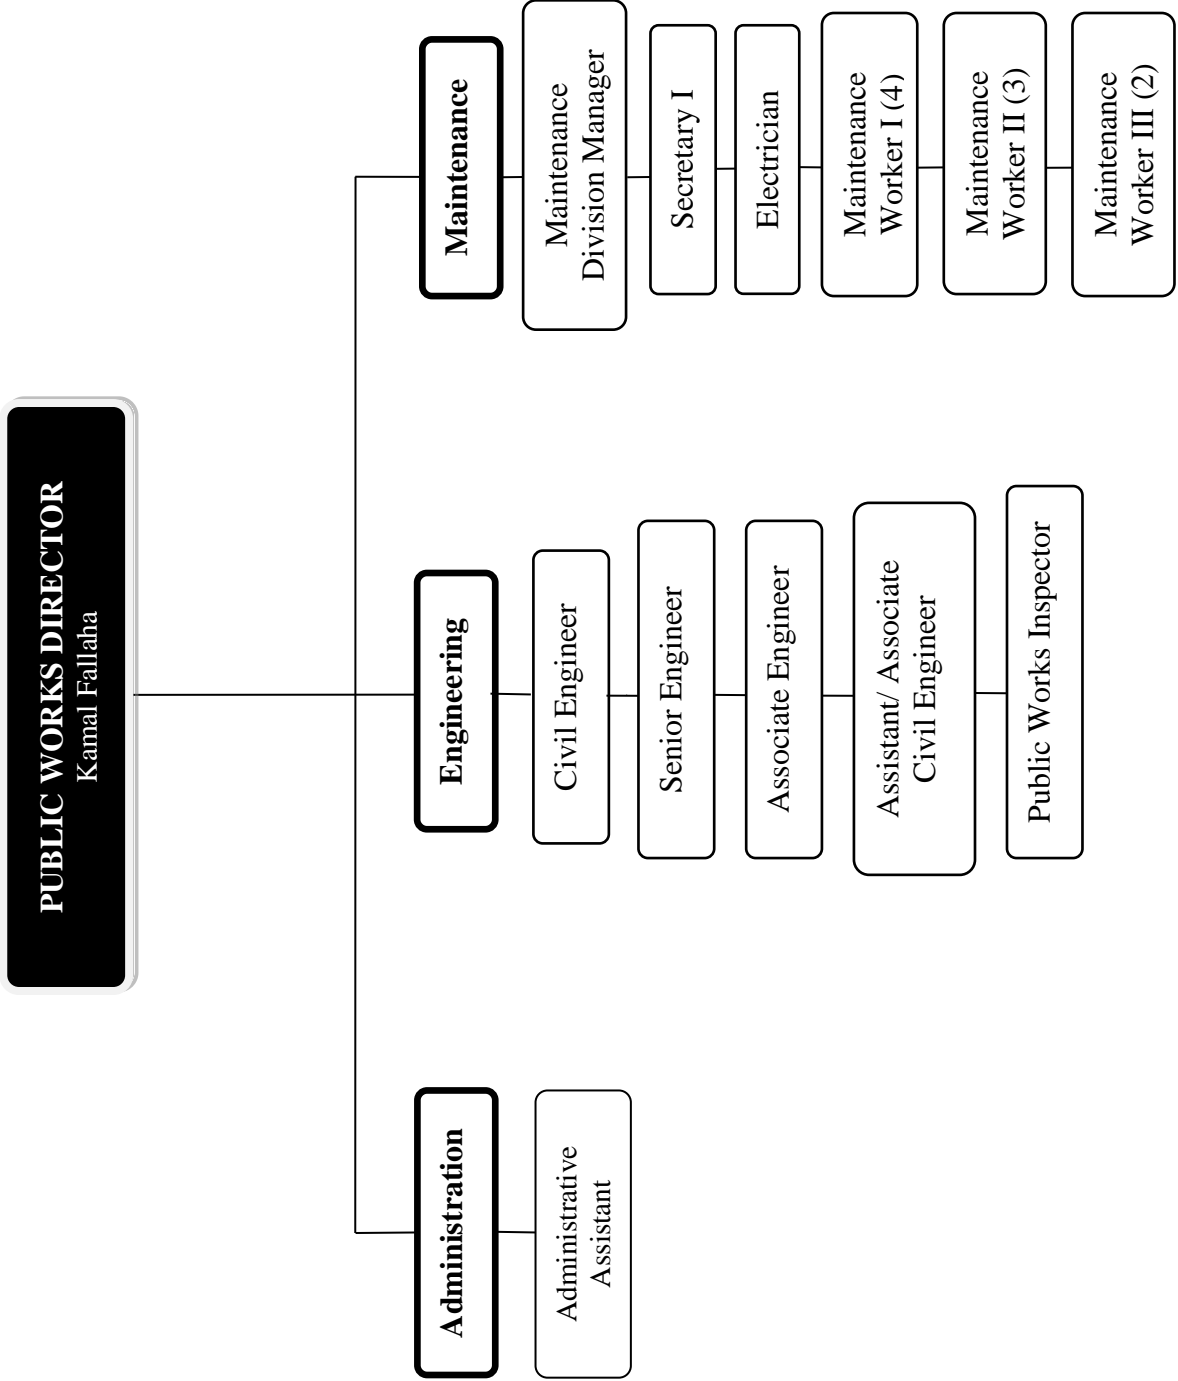 PUBLIC WORKS DIRECTOR
Kamal Fallaha
Administration
Administrative
Assistant
Engineering
Civil Engineer
Senior Engineer
Associate Engineer
Assistant/ Associate
Civil Engineer
Public Works Inspector
Maintenance
Maintenance
Division Manager
Secretary I
Electrician
Maintenance
Worker I (4)
Maintenance
Worker II (3)
Maintenance
Worker III (2)